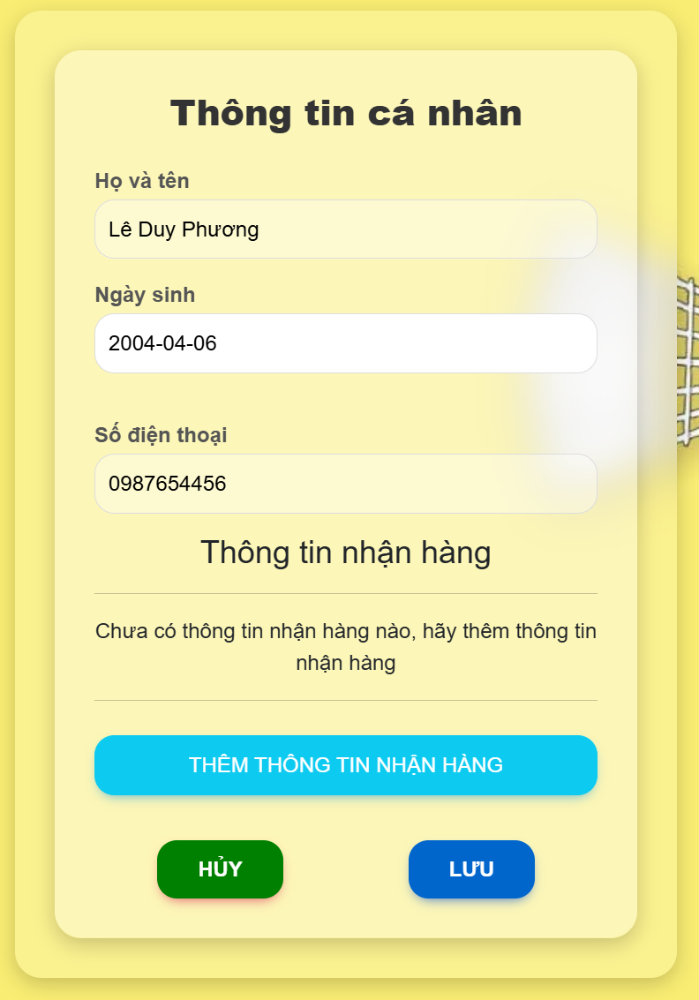 Thông tin cá nhân
Họ và tên
Lê Duy Phương
Ngày sinh
2004-04-06
Số điện thoại
0987654456
Thông tin nhận hàng
Chưa có thông tin nhận hàng nào, hãy thêm thông tin
nhận hàng
THÊM THÔNG TIN NHẬN HÀNG
HỦY
LƯU